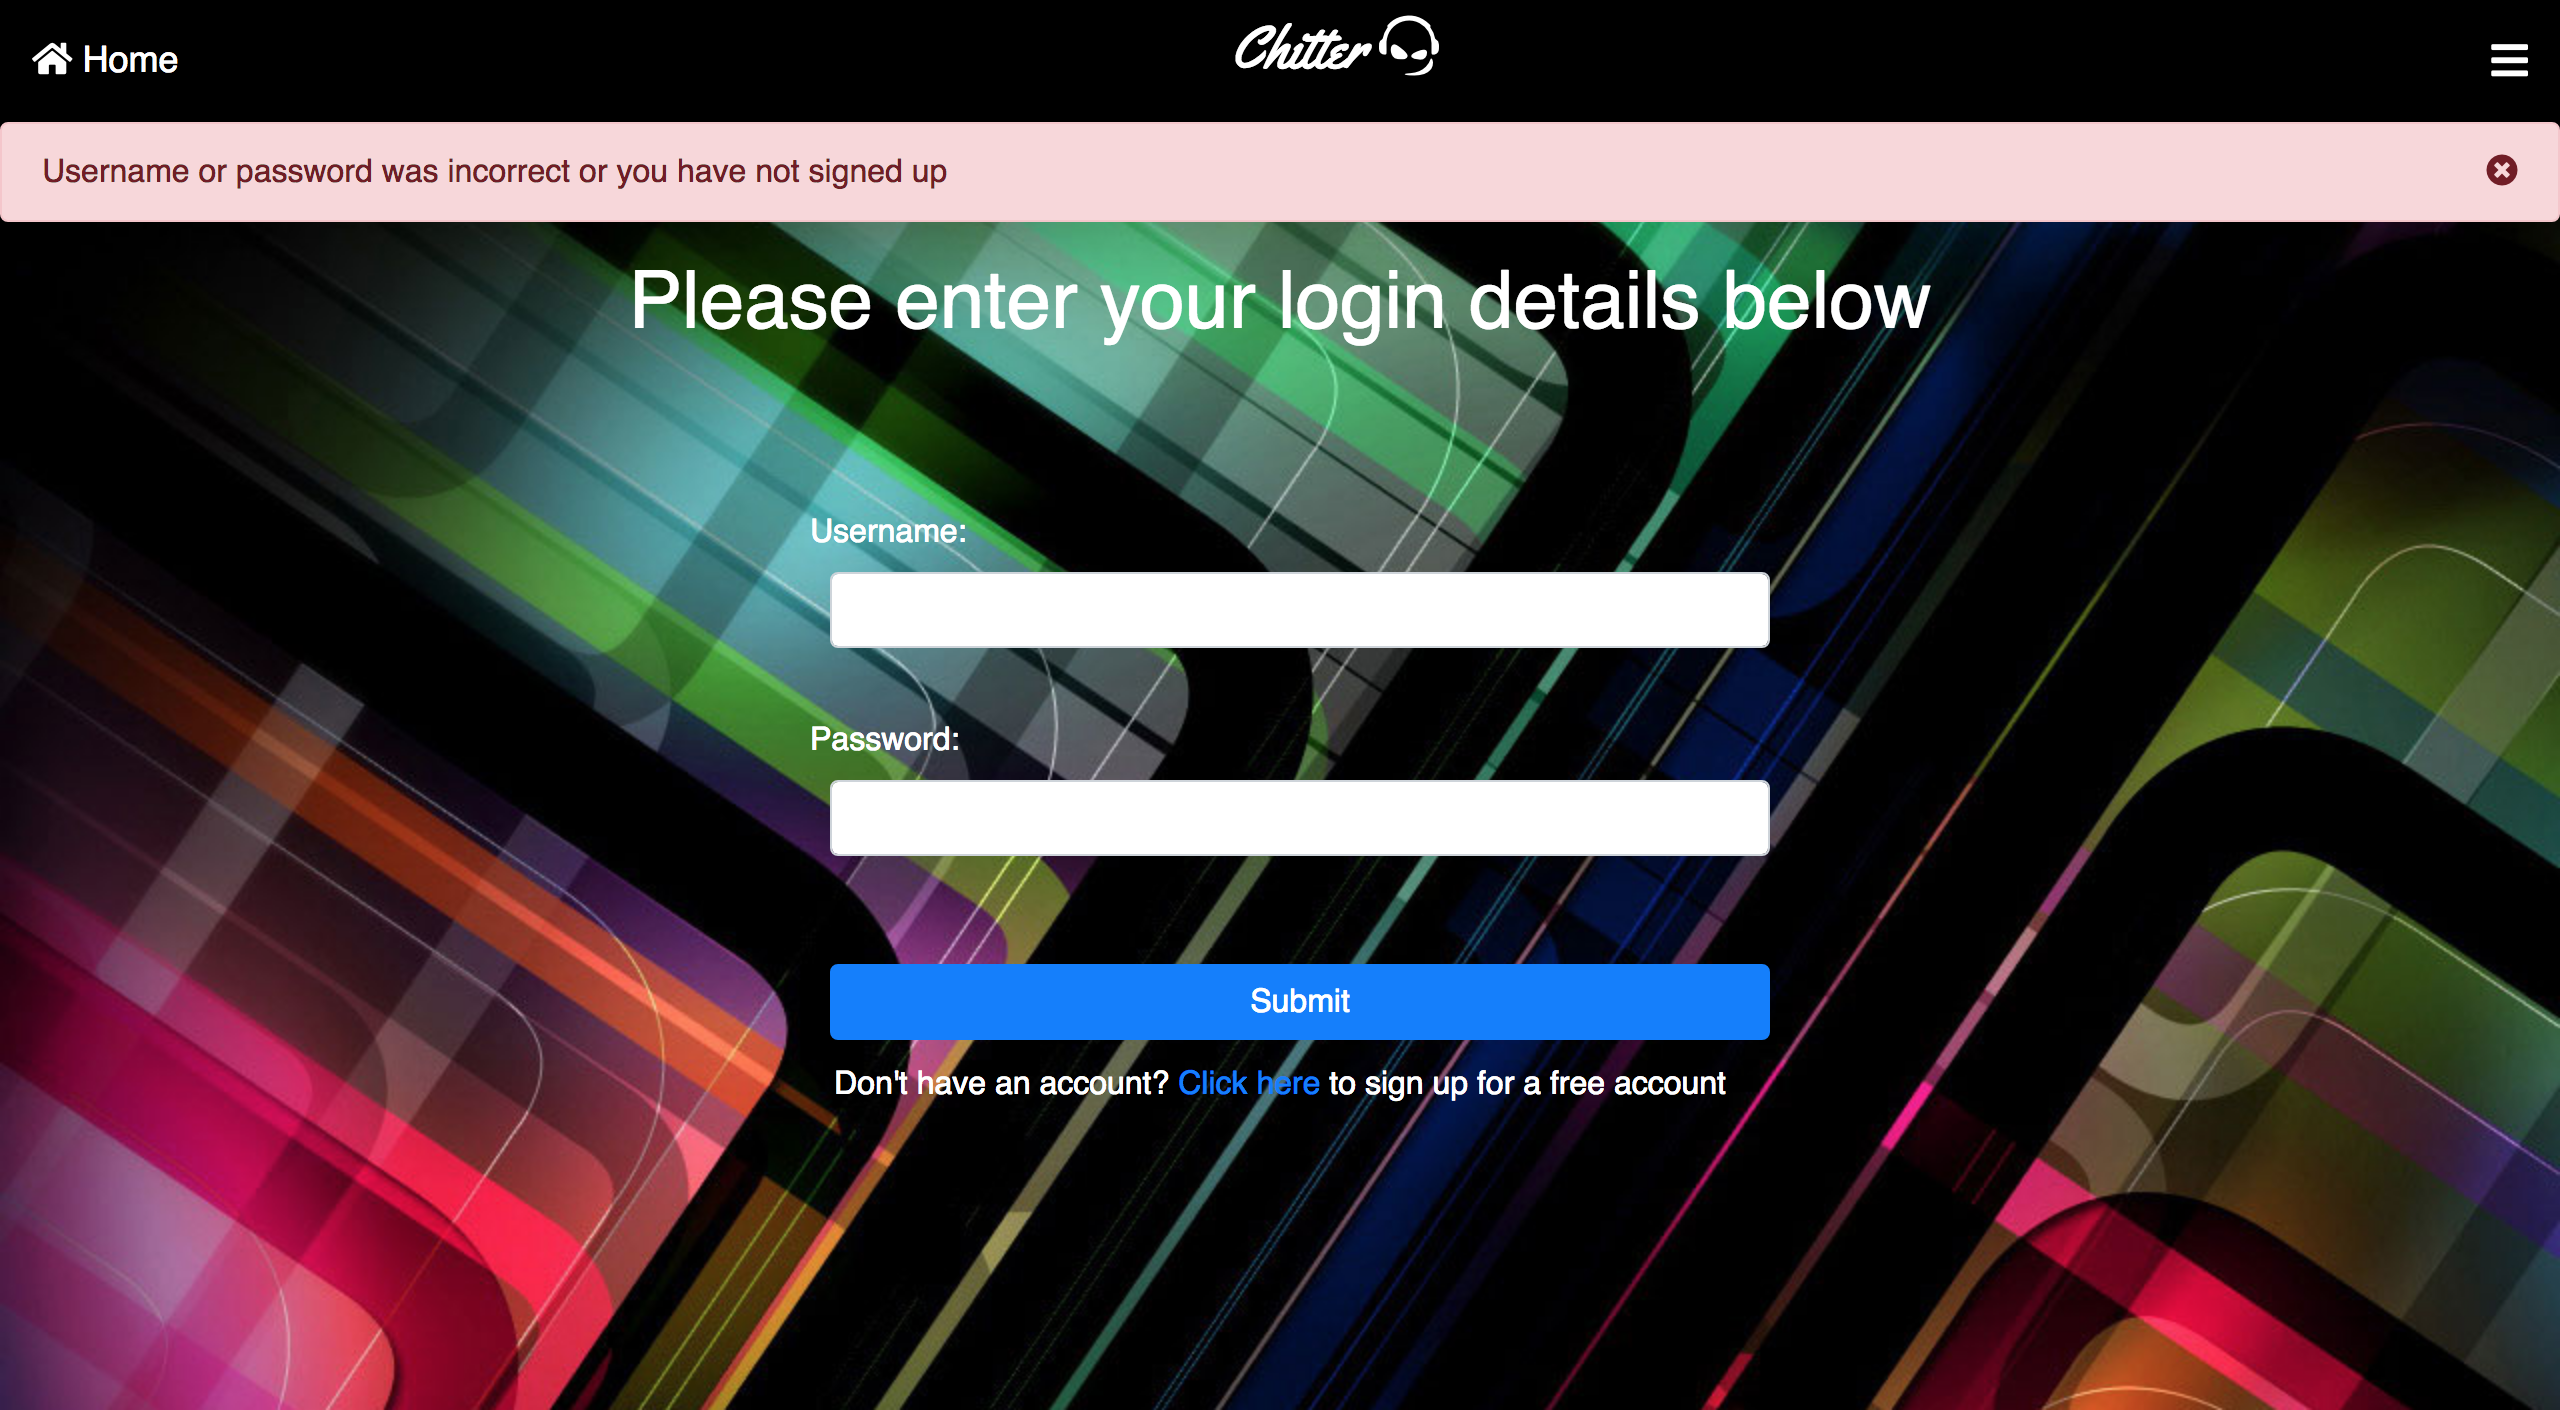 Home
Chitter
Username or password was incorrect or you have not signed up
Please enter your login details below
Username:
Password:
Submit
Don't have an account? Click here to sign up for a free account